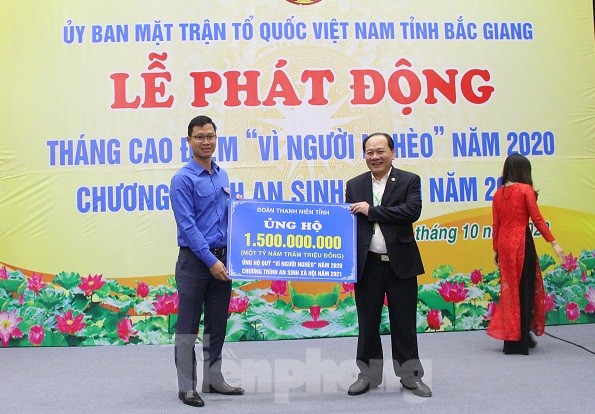 ỦY BAN MẶT TRẬN TỔ QUỐC VIỆT NAM TỈNH BẮC GIANG
LỄ PHÁT ĐỘNG
THÁNG CAO ĐIỂM "VÌ NGƯỜI NGHÈO" NĂM 2020
CHƯƠNG AN SINH NĂM
tháng 10
ĐOÀN THANH NIÊN TỈNH
ỦNG HỘ
1.500.000.000
(MỘT TỶ NĂM TRĂM TRIỆU ĐỒNG)
ỦNG HỘ QUỸ "VÌ NGƯỜI NGHÈO" NĂM 2020
CHƯƠNG TRÌNH AN SINH XÃ HỘI NĂM 2021
Tiền phong